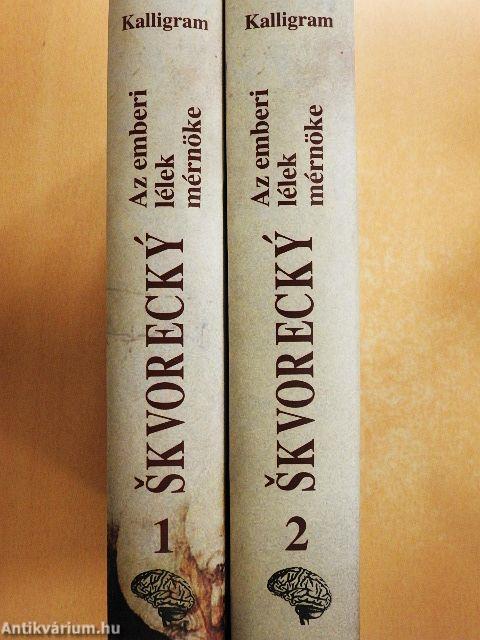 Kalligram
Az emberi
lélek
mérnöke
ŠKVORECKÝ
1
Kalligram
Az emberi
lélek
mérnöke
ŠKVORECKÝ
2
Antikvárium.hu